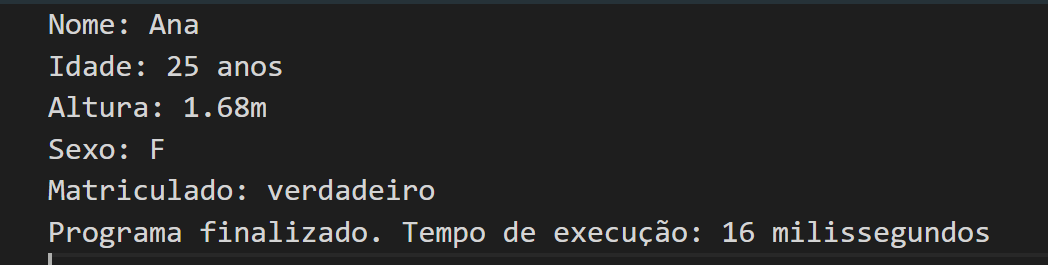 Nome: Ana
Idade: 25 anos
Altura: 1.68m
Sexo: F
Matriculado: verdadeiro
Programa finalizado. Tempo de execução: 16 milissegundos